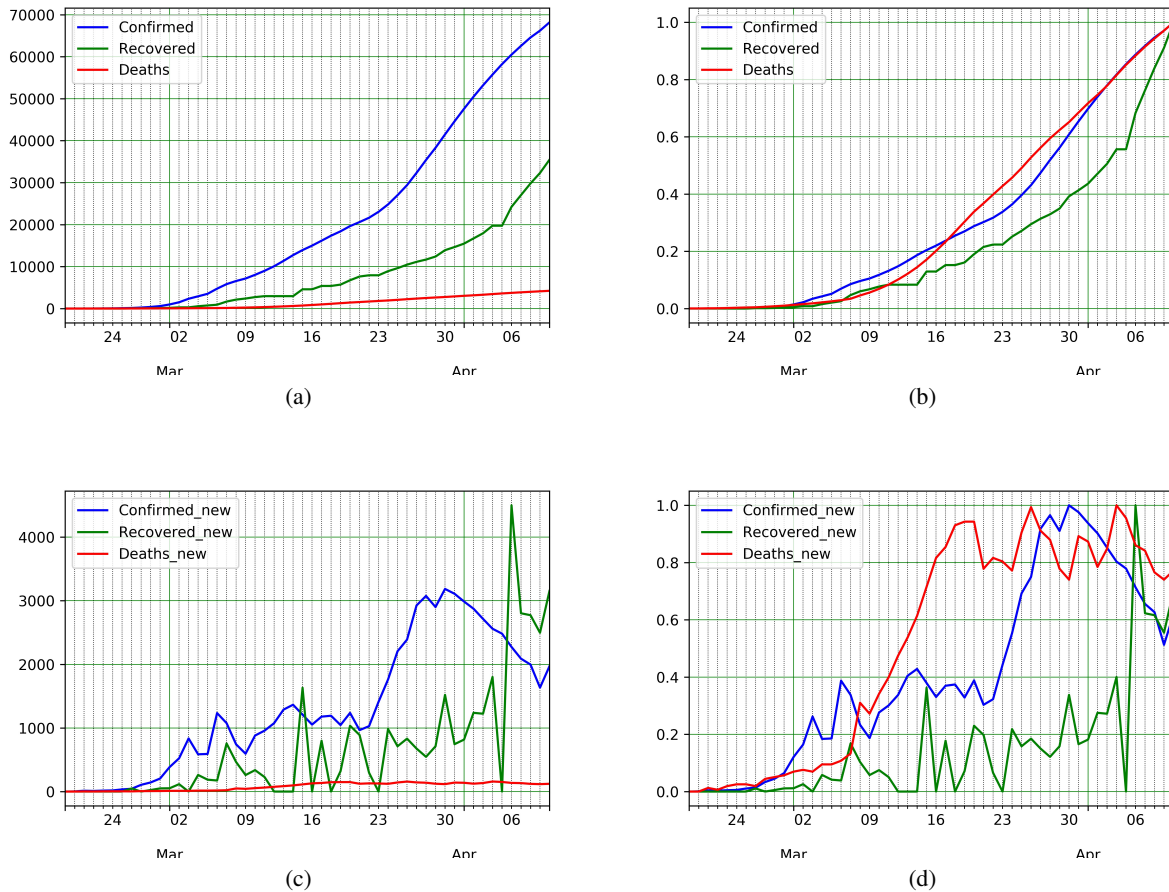 70000
60000
50000
40000
30000
20000
10000
0
Confirmed
Recovered
Deaths
24 02 09 16 23 30 06
Mar Apr
(a)
1.0
0.8
0.6
0.4
0.2
0.0
Confirmed
Recovered
Deaths
24 02 09 16 23 30 06
Mar Apr
(b)
4000
3000
2000
1000
0
Confirmed_new
Recovered_new
Deaths_new
24 02 09 16 23 30 06
Mar Apr
(c)
1.0
0.8
0.6
0.4
0.2
0.0
Confirmed_new
Recovered_new
Deaths_new
24 02 09 16 23 30 06
Mar Apr
(d)